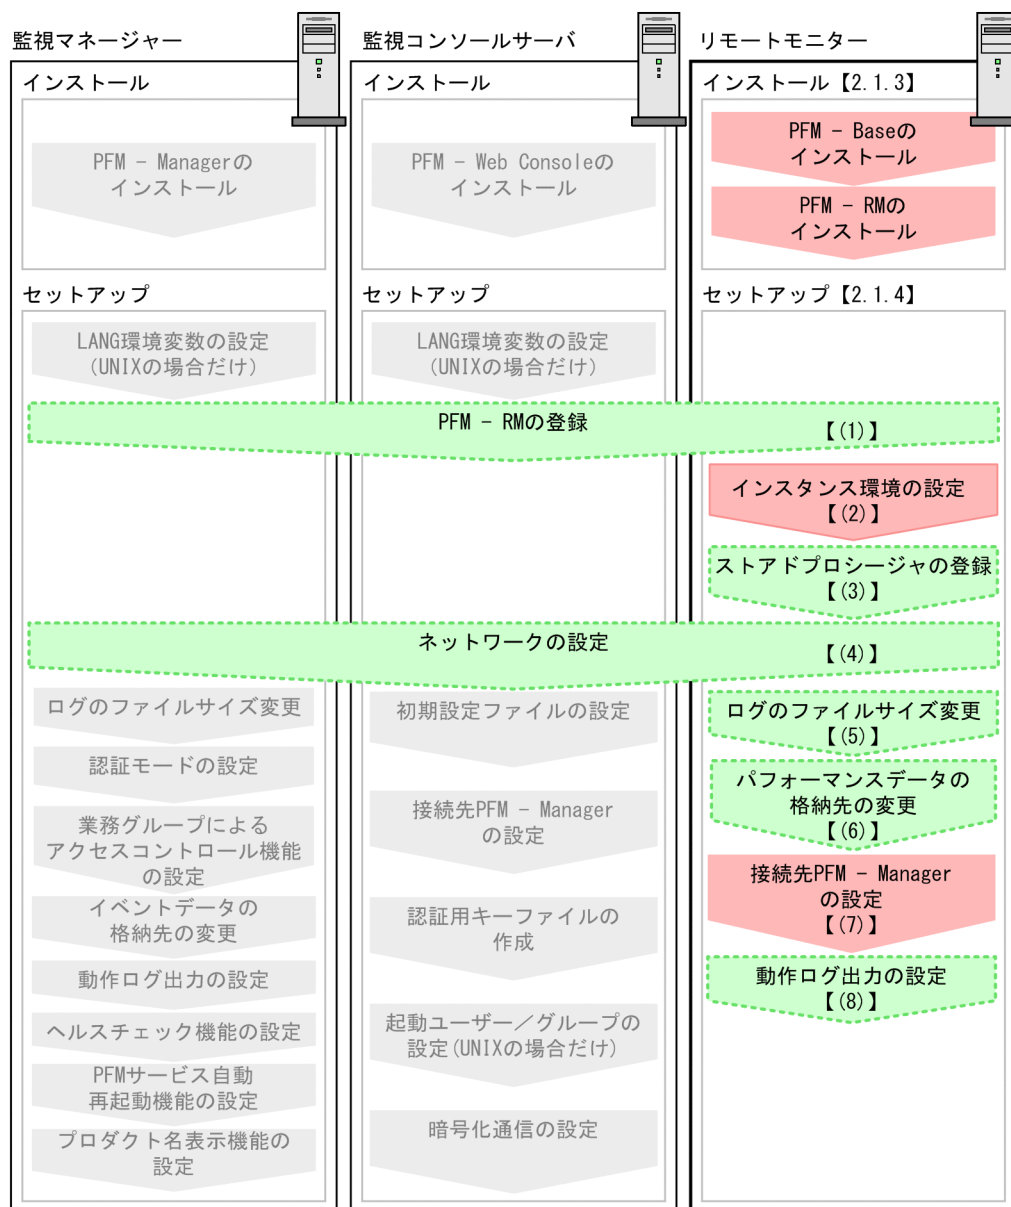 監視マネージャー
インストール
PFM − Managerの
インストール
セットアップ
LANG環境変数の設定
(UNIXの場合だけ)
監視コンソールサーバ
インストール
PFM − Web Consoleの
インストール
セットアップ
LANG環境変数の設定
(UNIXの場合だけ)
リモートモニター
インストール【2.1.3】
PFM − Baseの
インストール
PFM − RMの
インストール
セットアップ【2.1.4】
PFM − RMの登録
【(1)】
インスタンス環境の設定
【(2)】
ストアドプロシージャの登録
【(3)】
ネットワークの設定
【(4)】
ログのファイルサイズ変更
認証モードの設定
業務グループによる
アクセスコントロール機能
の設定
イベントデータの
格納先の変更
動作ログ出力の設定
ヘルスチェック機能の設定
PFMサービス自動
再起動機能の設定
プロダクト名表示機能の
設定
初期設定ファイルの設定
接続先PFM − Manager
の設定
認証用キーファイルの
作成
起動ユーザー／グループの
設定(UNIXの場合だけ)
暗号化通信の設定
ログのファイルサイズ変更
【(5)】
パフォーマンスデータの
格納先の変更
【(6)】
接続先PFM − Manager
の設定
【(7)】
動作ログ出力の設定
【(8)】